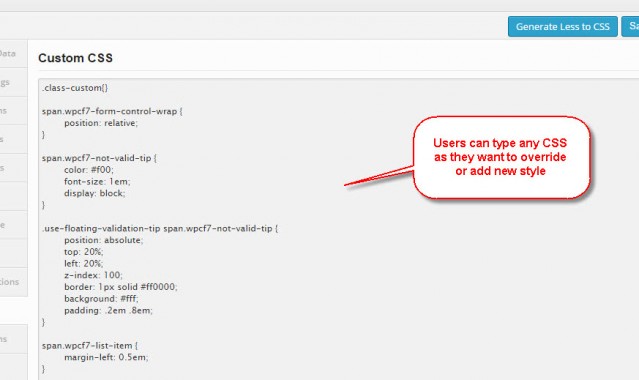 Generate Less to CSS
Sa
Data
gs
ns
s
s
e
tions
ns
Custom CSS
.class-custom{}
span.wpcf7-form-control-wrap {
position: relative;
}
span.wpcf7-not-valid-tip {
color: #f00;
font-size: 1em;
display: block;
}
.use-floating-validation-tip span.wpcf7-not-valid-tip {
position: absolute;
top: 20%;
left: 20%;
z-index: 100;
border: 1px solid #ff0000;
background: #fff;
padding: .2em .8em;
}
span.wpcf7-list-item {
margin-left: 0.5em;
}
Users can type any CSS
as they want to override
or add new style